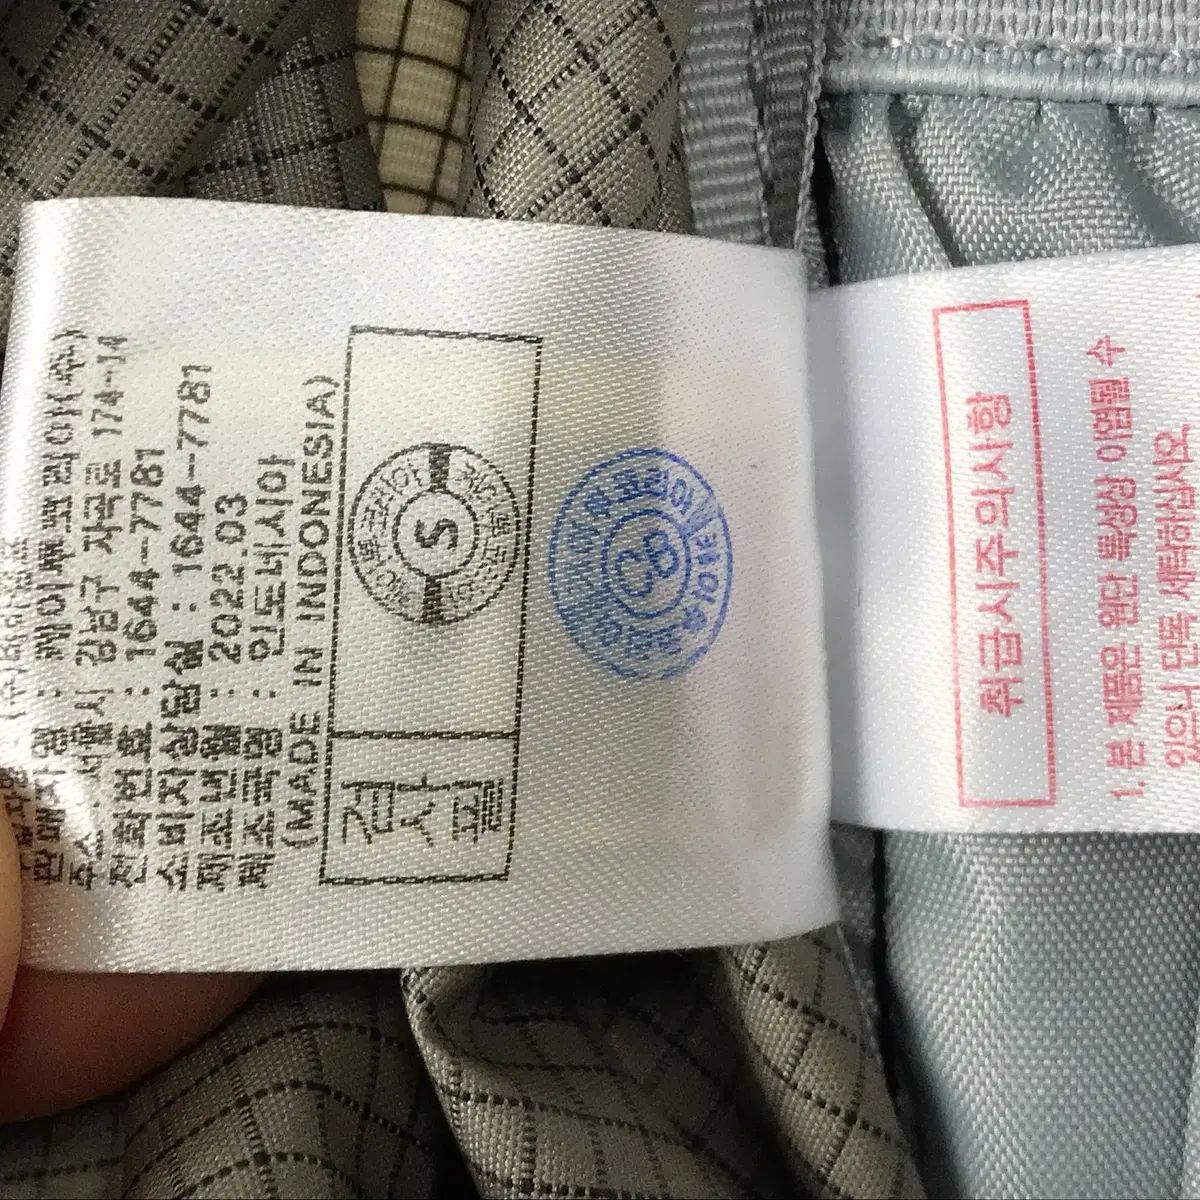 판매자명 : 케이투코리아(주)
서울시 강남구 자곡로 174-14
전화번호 : 1644-7781
소비자상담실 : 1644-7781
제조년월 : 2022.03
제조국명 : 인도네시아
(MADE IN INDONESIA)
검사필
S
CB
취급시주의사항
1. 본 제품은 원단 특성상 이염될 수
있으니 단독 세탁하십시오